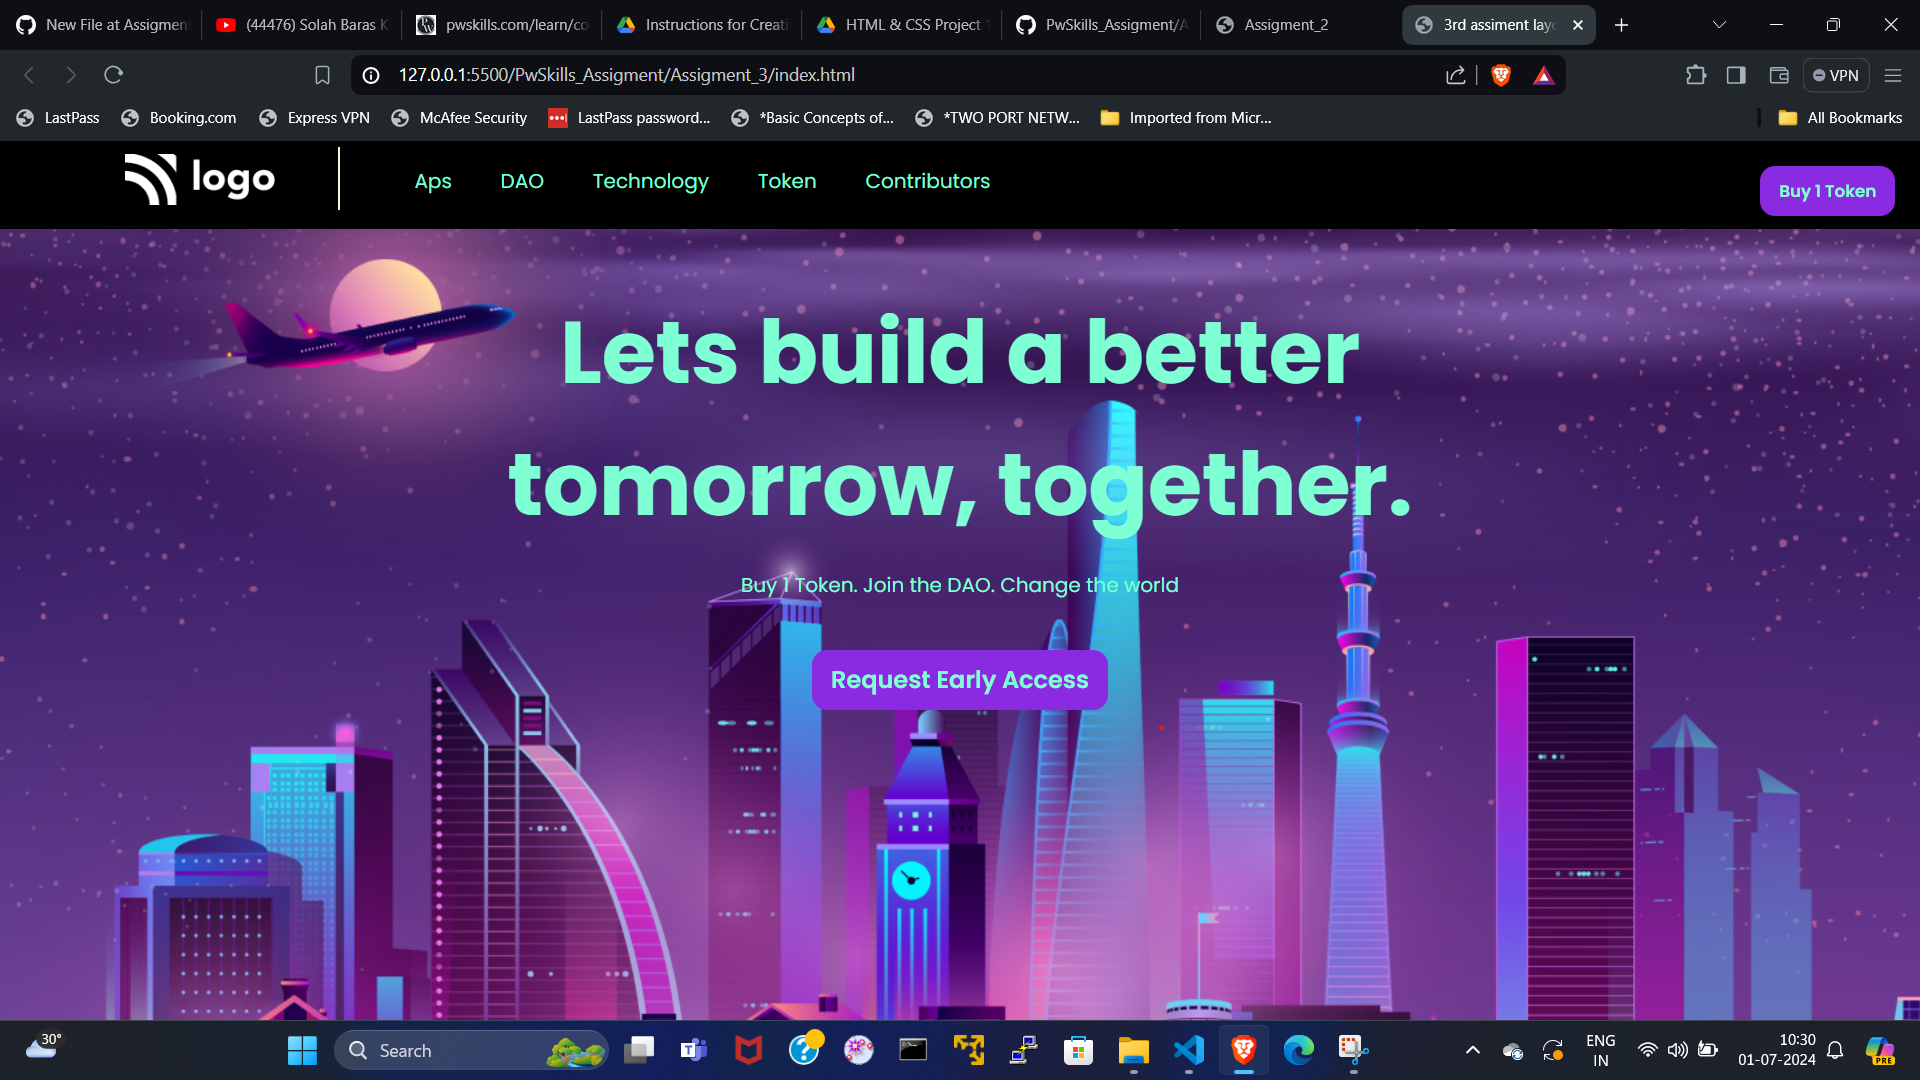 New File at Assigment
(44476) Solah Baras K
pwskills.com/learn/co
Instructions for Creati
HTML & CSS Project 1
PwSkills_Assigment/A
Assigment_2
3rd assiment layo
127.0.0.1:5500/PwSkills_Assigment/Assigment_3/index.html
VPN
LastPass
Booking.com
Express VPN
McAfee Security
LastPass password...
*Basic Concepts of...
*TWO PORT NETW...
Imported from Micr...
All Bookmarks
logo
Aps
DAO
Technology
Token
Contributors
Buy 1 Token
Lets build a better
tomorrow, together.
Buy 1 Token. Join the DAO. Change the world
Request Early Access
30°
Search
ENG
IN
10:30
01-07-2024
PRE